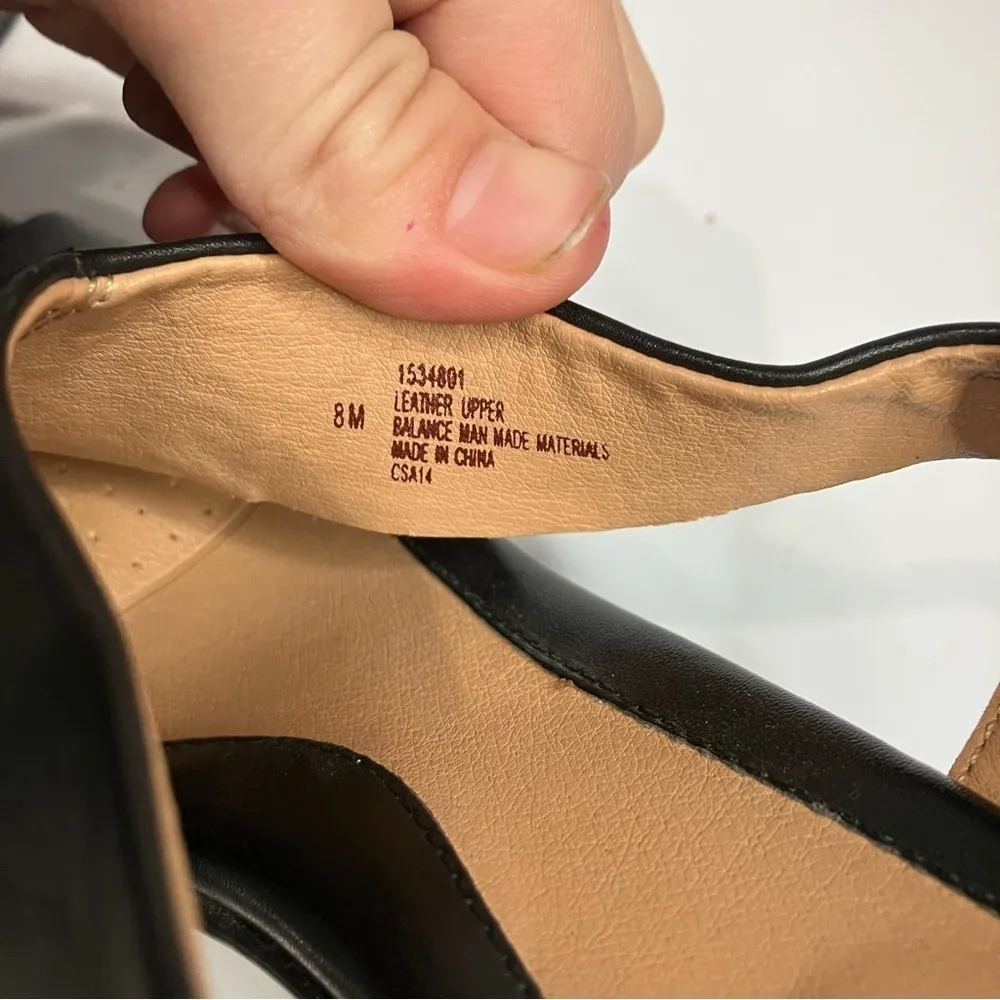 1534801
8 M
LEATHER UPPER
BALANCE MAN MADE MATERIALS
MADE IN CHINA
CSA14